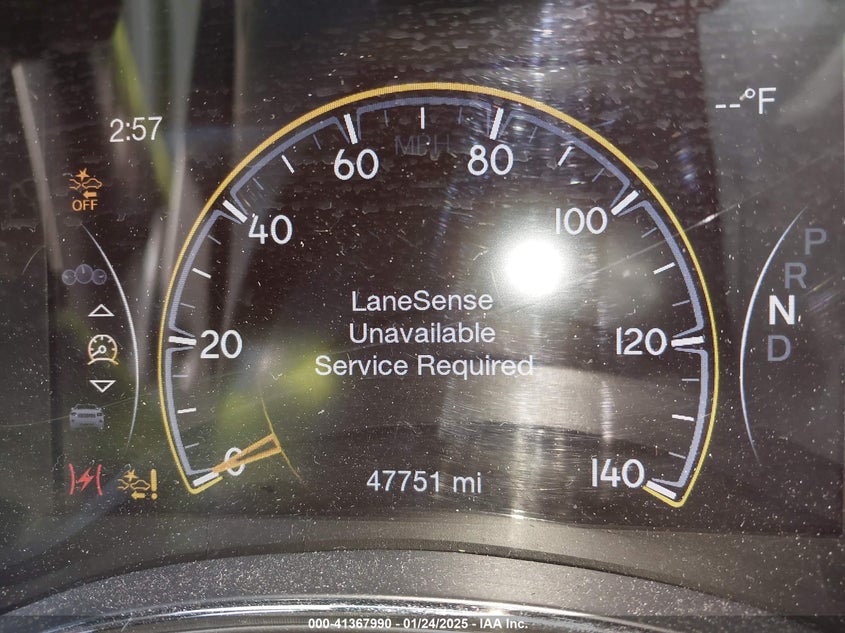 2:57
--°F
OFF
MPH
0
20
40
60
80
100
120
140
P
R
N
D
LaneSense
Unavailable
Service Required
47751 mi
000-41367990 - 01/24/2025 - IAA Inc.